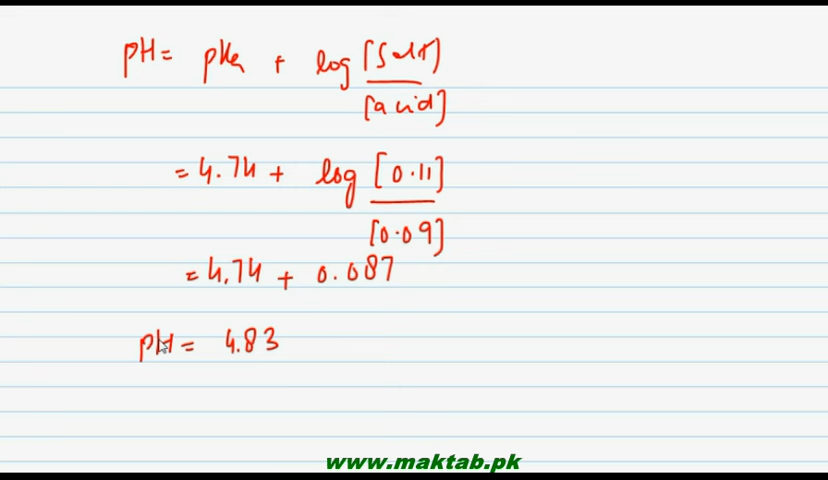 pH = pKa + log [Salt]
[acid]
= 4.74 + log [0.11]
[0.09]
= 4.74 + 0.087
pH = 4.83
www.maktab.pk